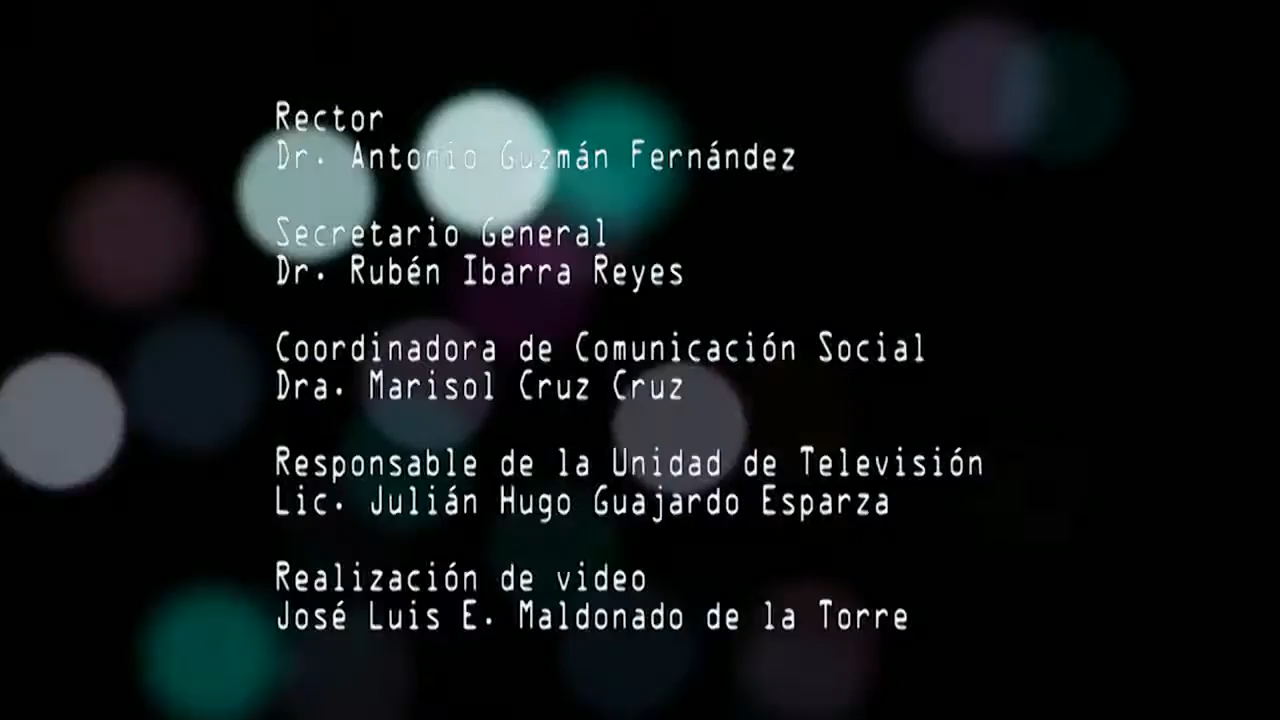 Rector
Dr. Antonio Guzmán Fernández
Secretario General
Dr. Rubén Ibarra Reyes
Coordinadora de Comunicación Social
Dra. Marisol Cruz Cruz
Responsable de la Unidad de Televisión
Lic. Julián Hugo Guajardo Esparza
Realización de video
José Luis E. Maldonado de la Torre